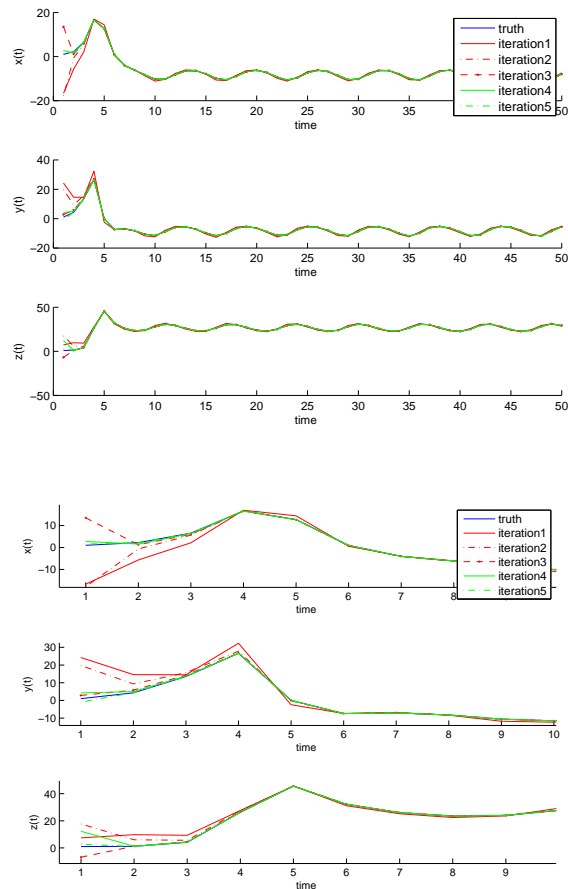 20
0
−20
x(t)
0 5 10 15 20 25 30 35 40 45 50
time
truth
iteration1
iteration2
iteration3
iteration4
iteration5
40
20
0
−20
y(t)
0 5 10 15 20 25 30 35 40 45 50
time
50
0
−50
z(t)
0 5 10 15 20 25 30 35 40 45 50
time
10
0
−10
x(t)
1 2 3 4 5 6 7 8
time
truth
iteration1
iteration2
iteration3
iteration4
iteration5
30
20
10
0
−10
y(t)
1 2 3 4 5 6 7 8 9 10
time
40
20
0
z(t)
1 2 3 4 5 6 7 8 9
time